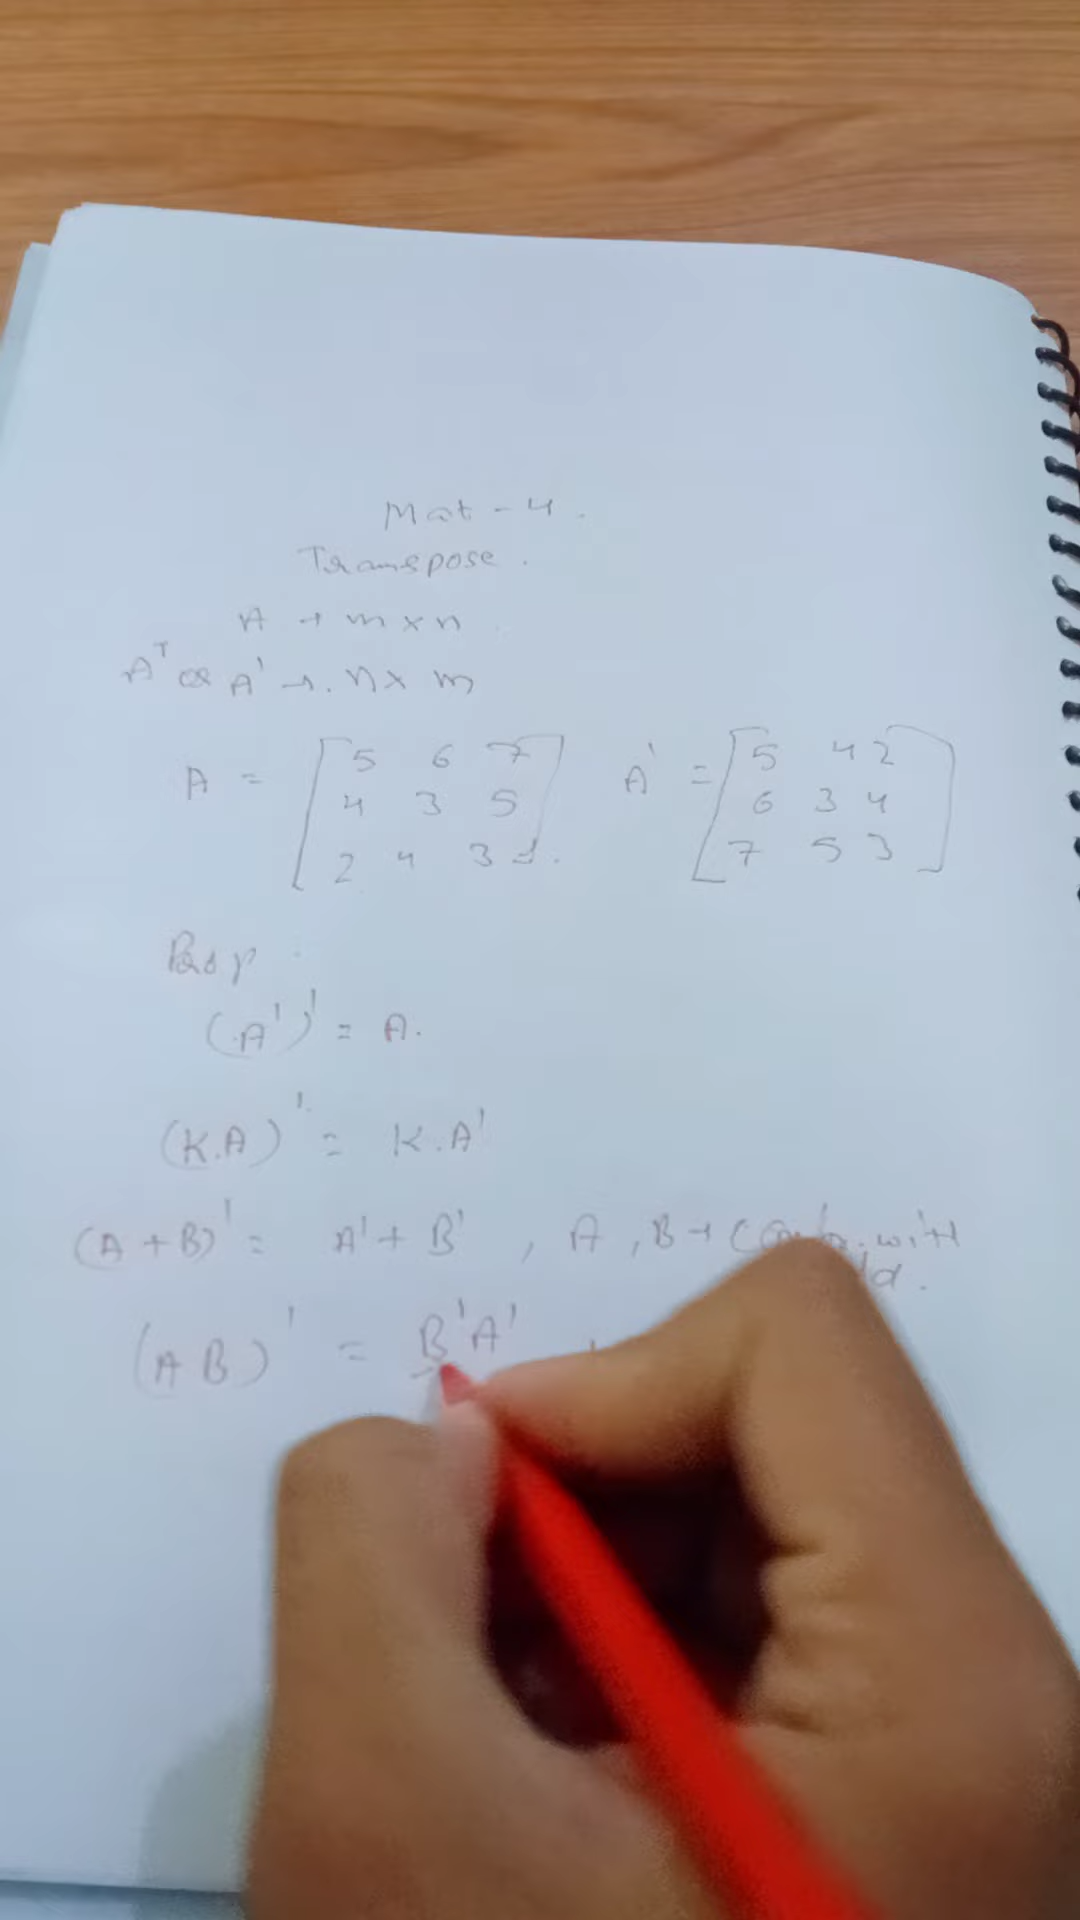 Mat - 4.
Transpose.
A → m x n
Aᵀ or A' →. n x m
A = [5 6 7 A' = [5 4 2
4 3 5 6 3 4
2 4 3]. 7 5 3]
Prop.
(A')' = A.
(K.A)' = K.A'
(A + B)' = A' + B' , A , B → with
(A B)' = B'A'